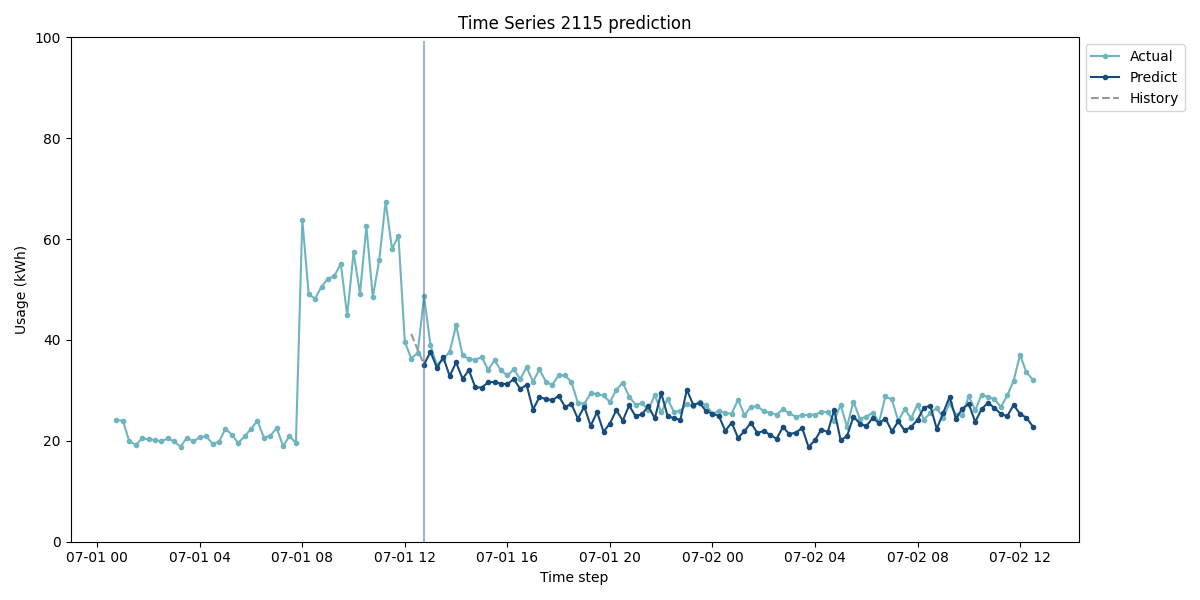 Time Series 2115 prediction
100
80
60
40
20
0
Usage (kWh)
07-01 00
07-01 04
07-01 08
07-01 12
07-01 16
07-01 20
07-02 00
07-02 04
07-02 08
07-02 12
Time step
Actual
Predict
History